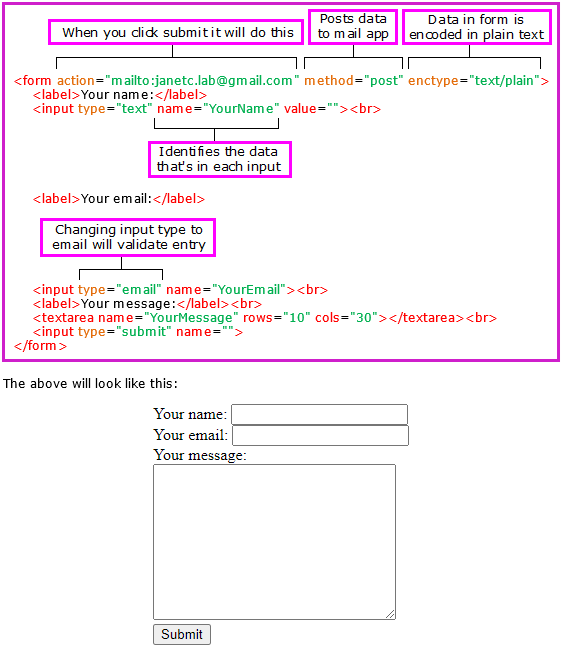 When you click submit it will do this
Posts data
to mail app
Data in form is
encoded in plain text
<form action="mailto:janetc.lab@gmail.com" method="post" enctype="text/plain">
<label>Your name:</label>
<input type="text" name="YourName" value=""><br>
Identifies the data
that's in each input
<label>Your email:</label>
Changing input type to
email will validate entry
<input type="email" name="YourEmail"><br>
<label>Your message:</label><br>
<textarea name="YourMessage" rows="10" cols="30"></textarea><br>
<input type="submit" name="">
</form>
The above will look like this:
Your name:
Your email:
Your message:
Submit